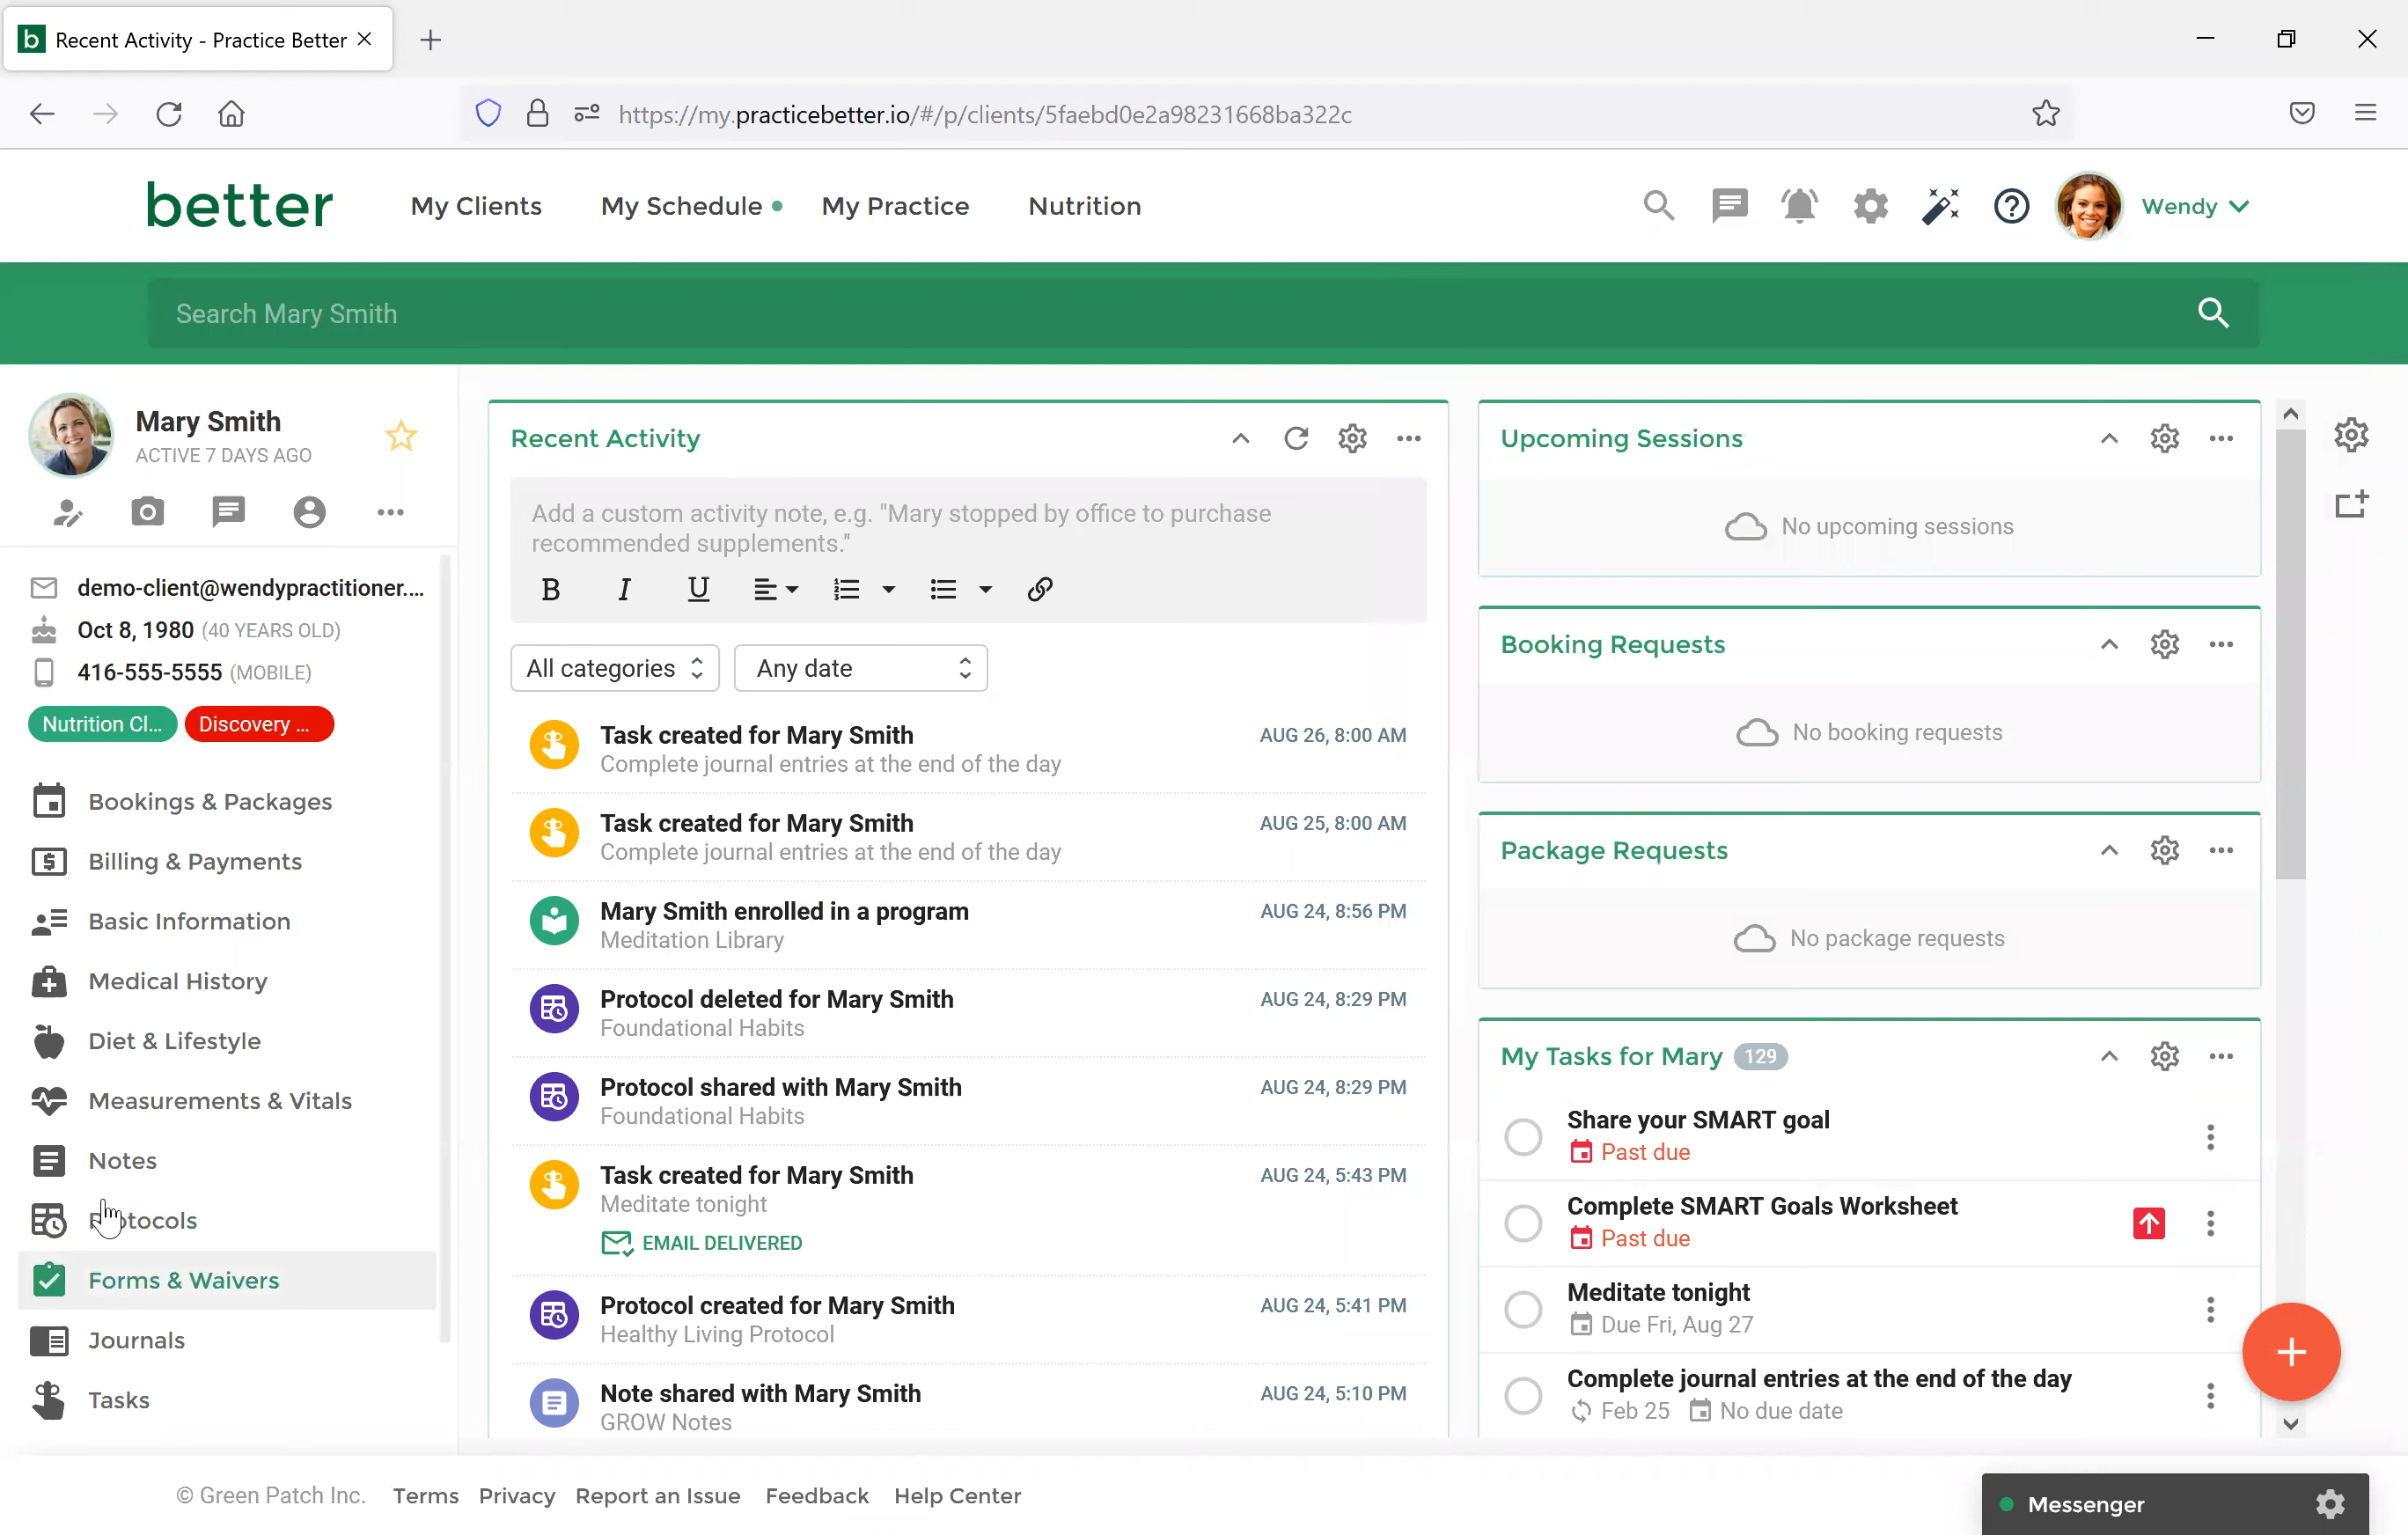 b Recent Activity - Practice Better
https://my.practicebetter.io/#/p/clients/5faebd0e2a98231668ba322c
better My Clients My Schedule My Practice Nutrition Wendy
Search Mary Smith
Mary Smith
ACTIVE 7 DAYS AGO
demo-client@wendypractitioner....
Oct 8, 1980 (40 YEARS OLD)
416-555-5555 (MOBILE)
Nutrition Cl... Discovery ...
Bookings & Packages
Billing & Payments
Basic Information
Medical History
Diet & Lifestyle
Measurements & Vitals
Notes
Forms & Waivers
Journals
Tasks
Recent Activity
Add a custom activity note, e.g. "Mary stopped by office to purchase
recommended supplements."
B I U
All categories Any date
Task created for Mary Smith AUG 26, 8:00 AM
Complete journal entries at the end of the day
Task created for Mary Smith AUG 25, 8:00 AM
Complete journal entries at the end of the day
Mary Smith enrolled in a program AUG 24, 8:56 PM
Meditation Library
Protocol deleted for Mary Smith AUG 24, 8:29 PM
Foundational Habits
Protocol shared with Mary Smith AUG 24, 8:29 PM
Foundational Habits
Task created for Mary Smith AUG 24, 5:43 PM
Meditate tonight
EMAIL DELIVERED
Protocol created for Mary Smith AUG 24, 5:41 PM
Healthy Living Protocol
Note shared with Mary Smith AUG 24, 5:10 PM
GROW Notes
Upcoming Sessions
No upcoming sessions
Booking Requests
No booking requests
Package Requests
No package requests
My Tasks for Mary 129
Share your SMART goal
Past due
Complete SMART Goals Worksheet
Past due
Meditate tonight
Due Fri, Aug 27
Complete journal entries at the end of the day
Feb 25 No due date
© Green Patch Inc. Terms Privacy Report an Issue Feedback Help Center
Messenger